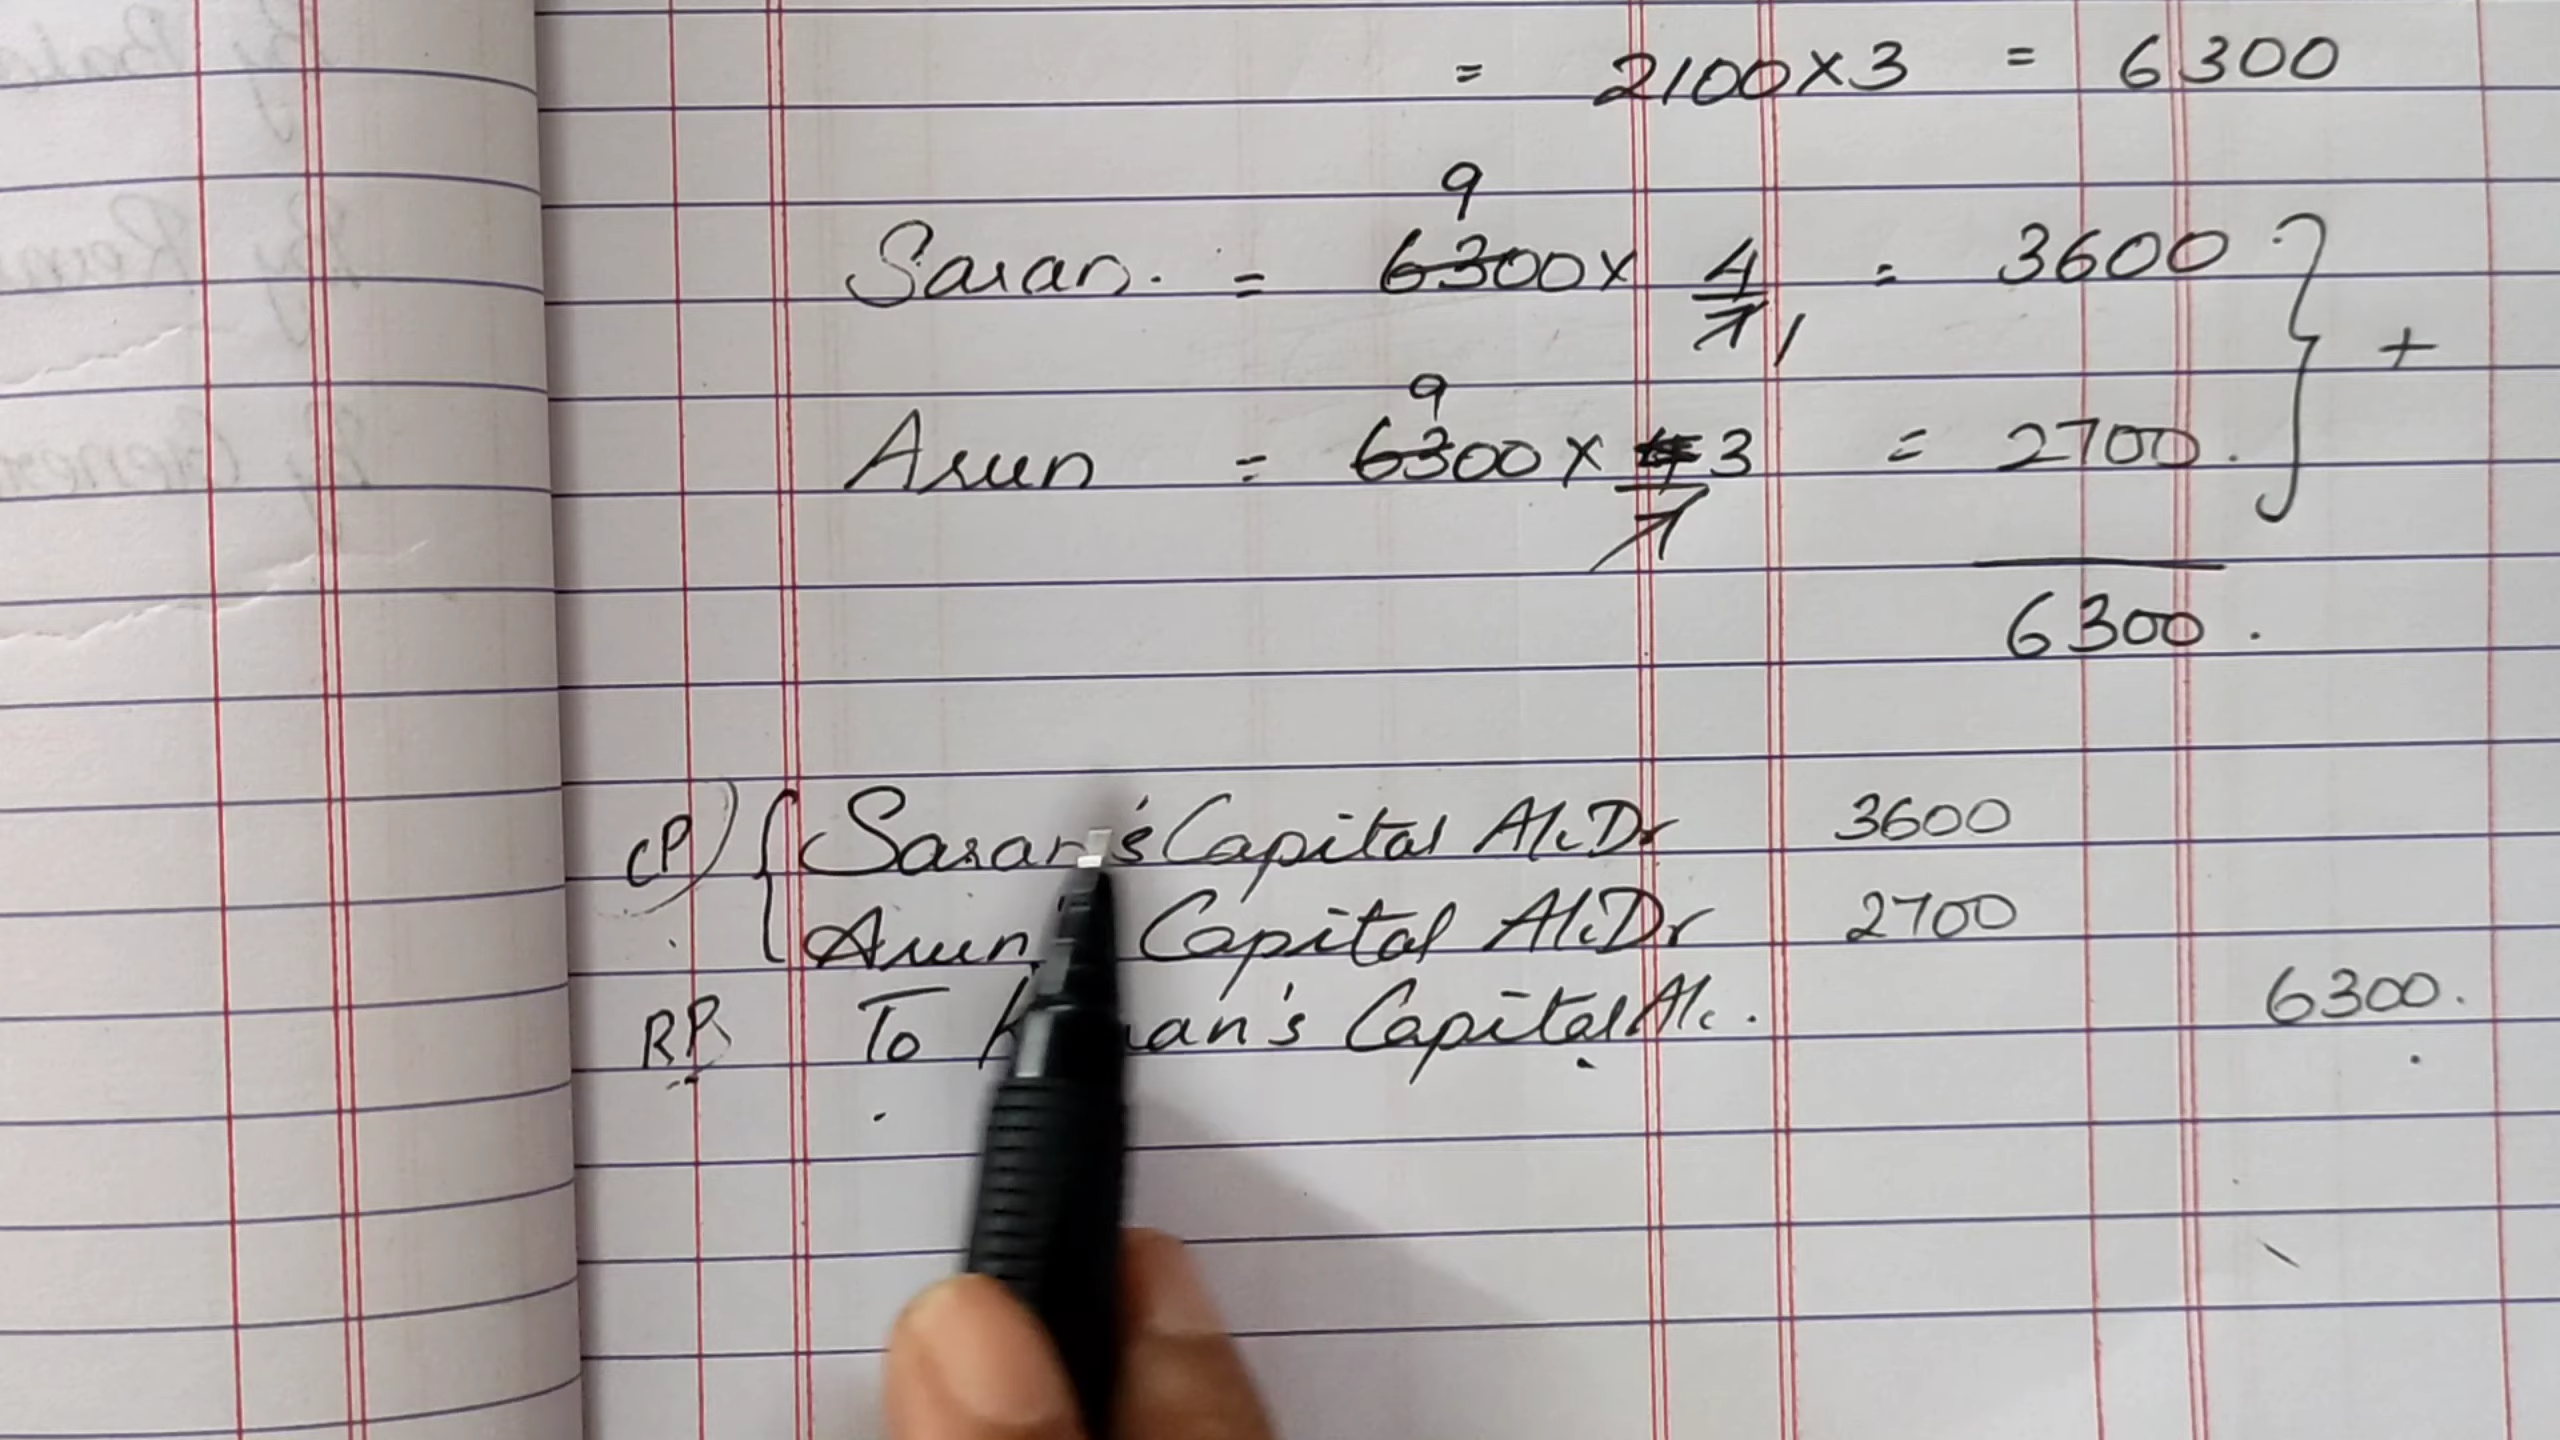 = 2100 X 3 = 6300
9
Saran. = 6300 X 4/7 1 = 3600 } +
9
Arun = 6300 X 3/7 = 2700.
6300.
CP) { Saran's Capital A/c Dr 3600
Arun Capital A/c Dr 2700
RP To Capital A/c. 6300.